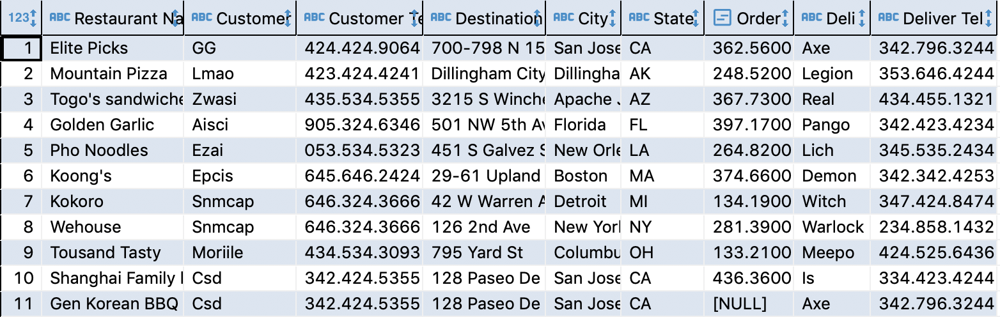 123 ABC Restaurant Na ABC Customer ABC Customer Te ABC Destination ABC City ABC State Order ABC Deli ABC Deliver Tel
1 Elite Picks GG 424.424.9064 700-798 N 15 San Jose CA 362.5600 Axe 342.796.3244
2 Mountain Pizza Lmao 423.424.4241 Dillingham City Dillingha AK 248.5200 Legion 353.646.4244
3 Togo's sandwiche Zwasi 435.534.5355 3215 S Winche Apache J AZ 367.7300 Real 434.455.1321
4 Golden Garlic Aisci 905.324.6346 501 NW 5th Av Florida FL 397.1700 Pango 342.423.4234
5 Pho Noodles Ezai 053.534.5323 451 S Galvez S New Orle LA 264.8200 Lich 345.535.2434
6 Koong's Epcis 645.646.2424 29-61 Upland Boston MA 374.6600 Demon 342.342.4253
7 Kokoro Snmcap 646.324.3666 42 W Warren A Detroit MI 134.1900 Witch 347.424.8474
8 Wehouse Snmcap 646.324.3666 126 2nd Ave New York NY 281.3900 Warlock 234.858.1432
9 Tousand Tasty Moriile 434.534.3093 795 Yard St Columbu OH 133.2100 Meepo 424.525.6436
10 Shanghai Family Csd 342.424.5355 128 Paseo De San Jose CA 436.3600 Is 334.423.4244
11 Gen Korean BBQ Csd 342.424.5355 128 Paseo De San Jose CA [NULL] Axe 342.796.3244